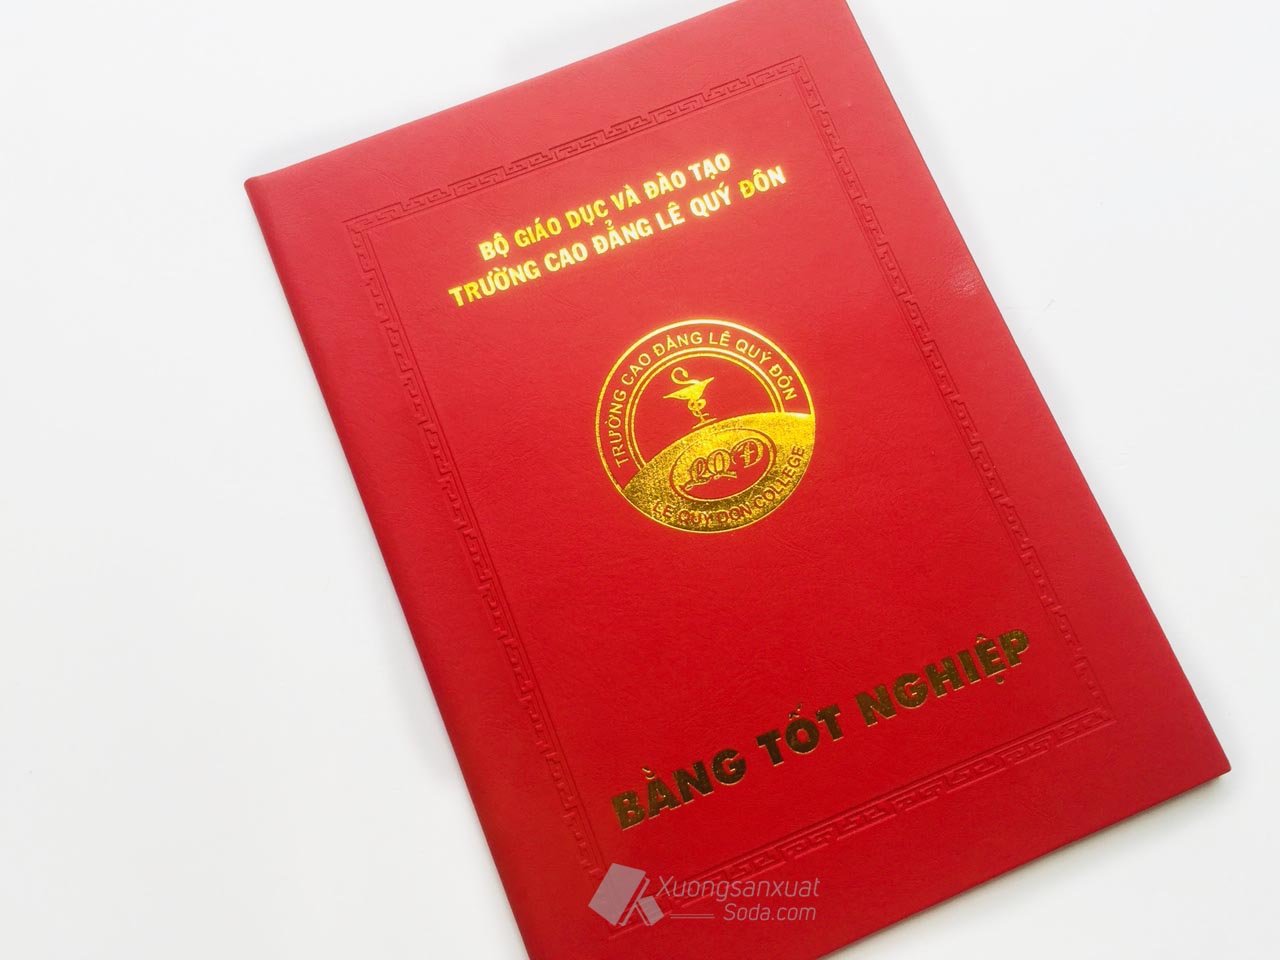 BỘ GIÁO DỤC VÀ ĐÀO TẠO
TRƯỜNG CAO ĐẲNG LÊ QUÝ ĐÔN
TRƯỜNG CAO ĐẲNG LÊ QUÝ ĐÔN
LQĐ
LE QUY DON COLLEGE
BẰNG TỐT NGHIỆP
Xuongsanxuat
Soda.com